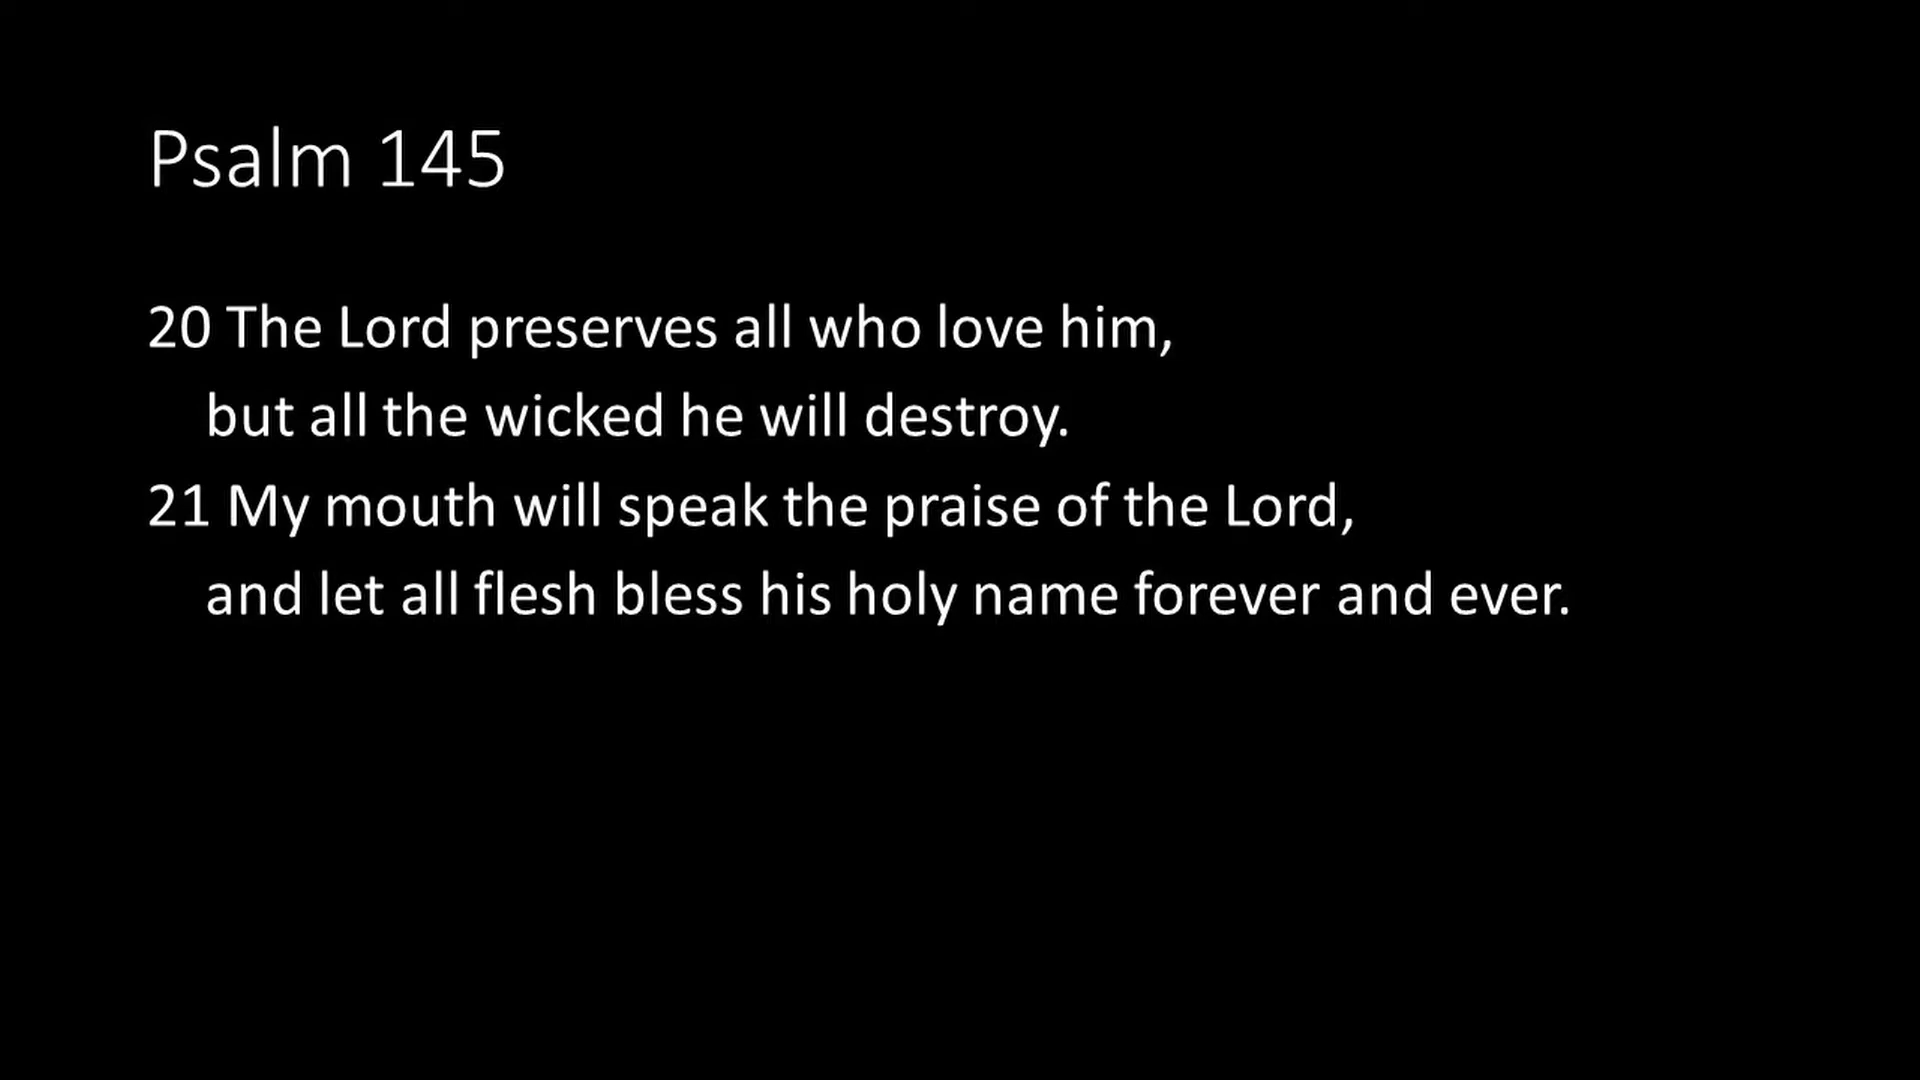 Psalm 145
20 The Lord preserves all who love him,
but all the wicked he will destroy.
21 My mouth will speak the praise of the Lord,
and let all flesh bless his holy name forever and ever.